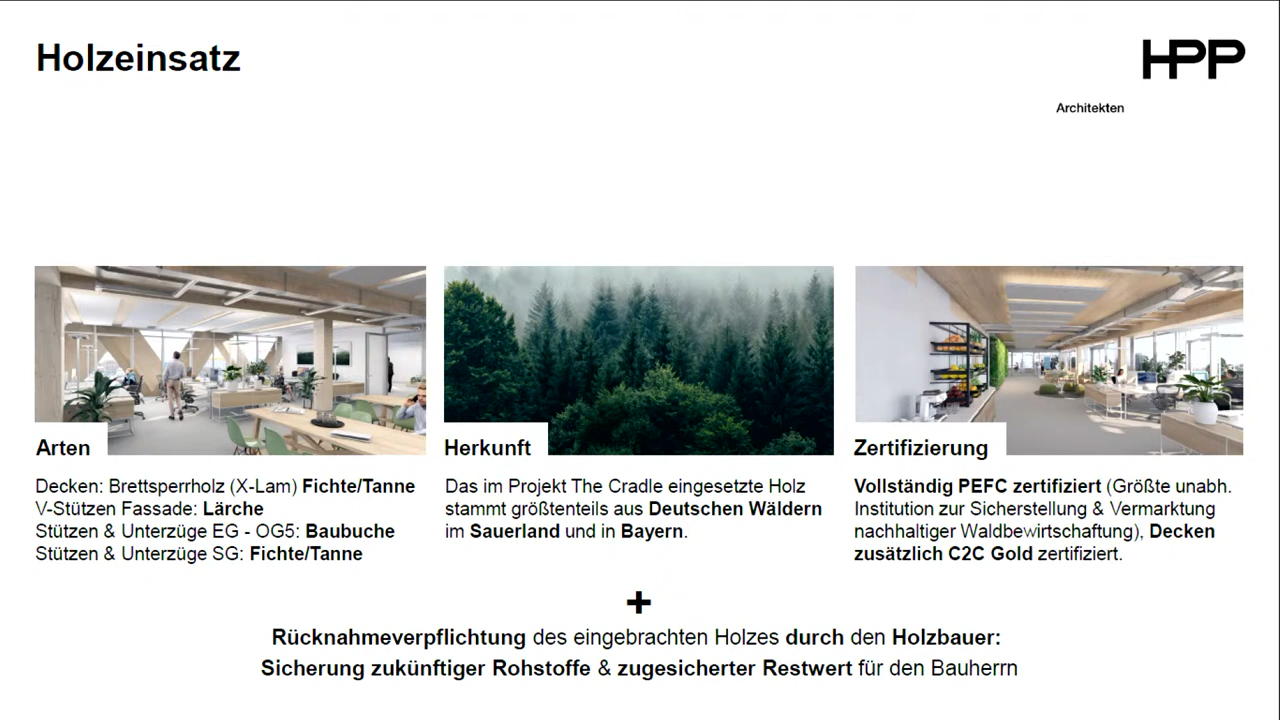 Holzeinsatz
HPP
Architekten
Arten
Decken: Brettsperrholz (X-Lam) Fichte/Tanne
V-Stützen Fassade: Lärche
Stützen & Unterzüge EG - OG5: Baubuche
Stützen & Unterzüge SG: Fichte/Tanne
Herkunft
Das im Projekt The Cradle eingesetzte Holz
stammt größtenteils aus Deutschen Wäldern
im Sauerland und in Bayern.
Zertifizierung
Vollständig PEFC zertifiziert (Größte unabh.
Institution zur Sicherstellung & Vermarktung
nachhaltiger Waldbewirtschaftung), Decken
zusätzlich C2C Gold zertifiziert.
+
Rücknahmeverpflichtung des eingebrachten Holzes durch den Holzbauer:
Sicherung zukünftiger Rohstoffe & zugesicherter Restwert für den Bauherrn